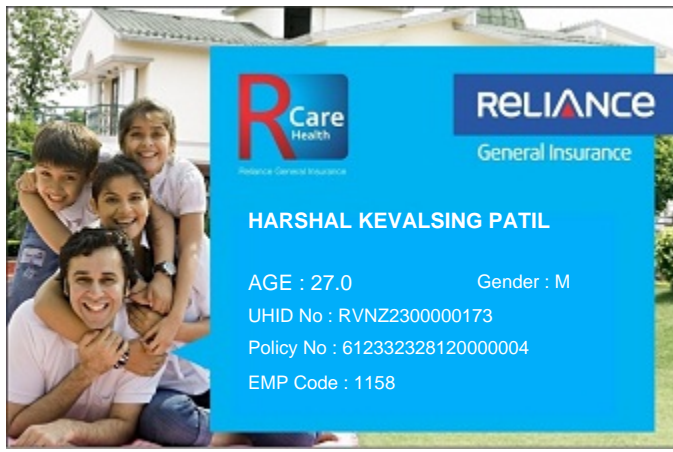 R Care
Health
Reliance General Insurance
RELIANCE
General Insurance
HARSHAL KEVALSING PATIL
AGE : 27.0 Gender : M
UHID No : RVNZ2300000173
Policy No : 612332328120000004
EMP Code : 1158